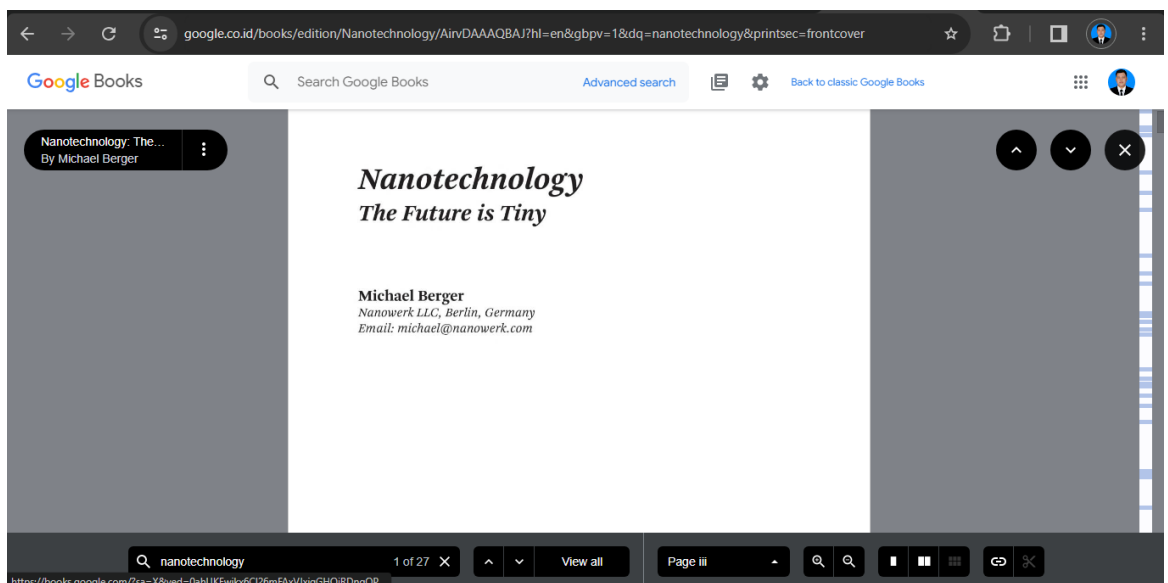 google.co.id/books/edition/Nanotechnology/AirvDAAAQBAJ?hl=en&gbpv=1&dq=nanotechnology&printsec=frontcover
Google Books
Search Google Books
Advanced search
Back to classic Google Books
Nanotechnology: The...
By Michael Berger
Nanotechnology
The Future is Tiny
Michael Berger
Nanowerk LLC, Berlin, Germany
Email: michael@nanowerk.com
nanotechnology
1 of 27
View all
Page iii